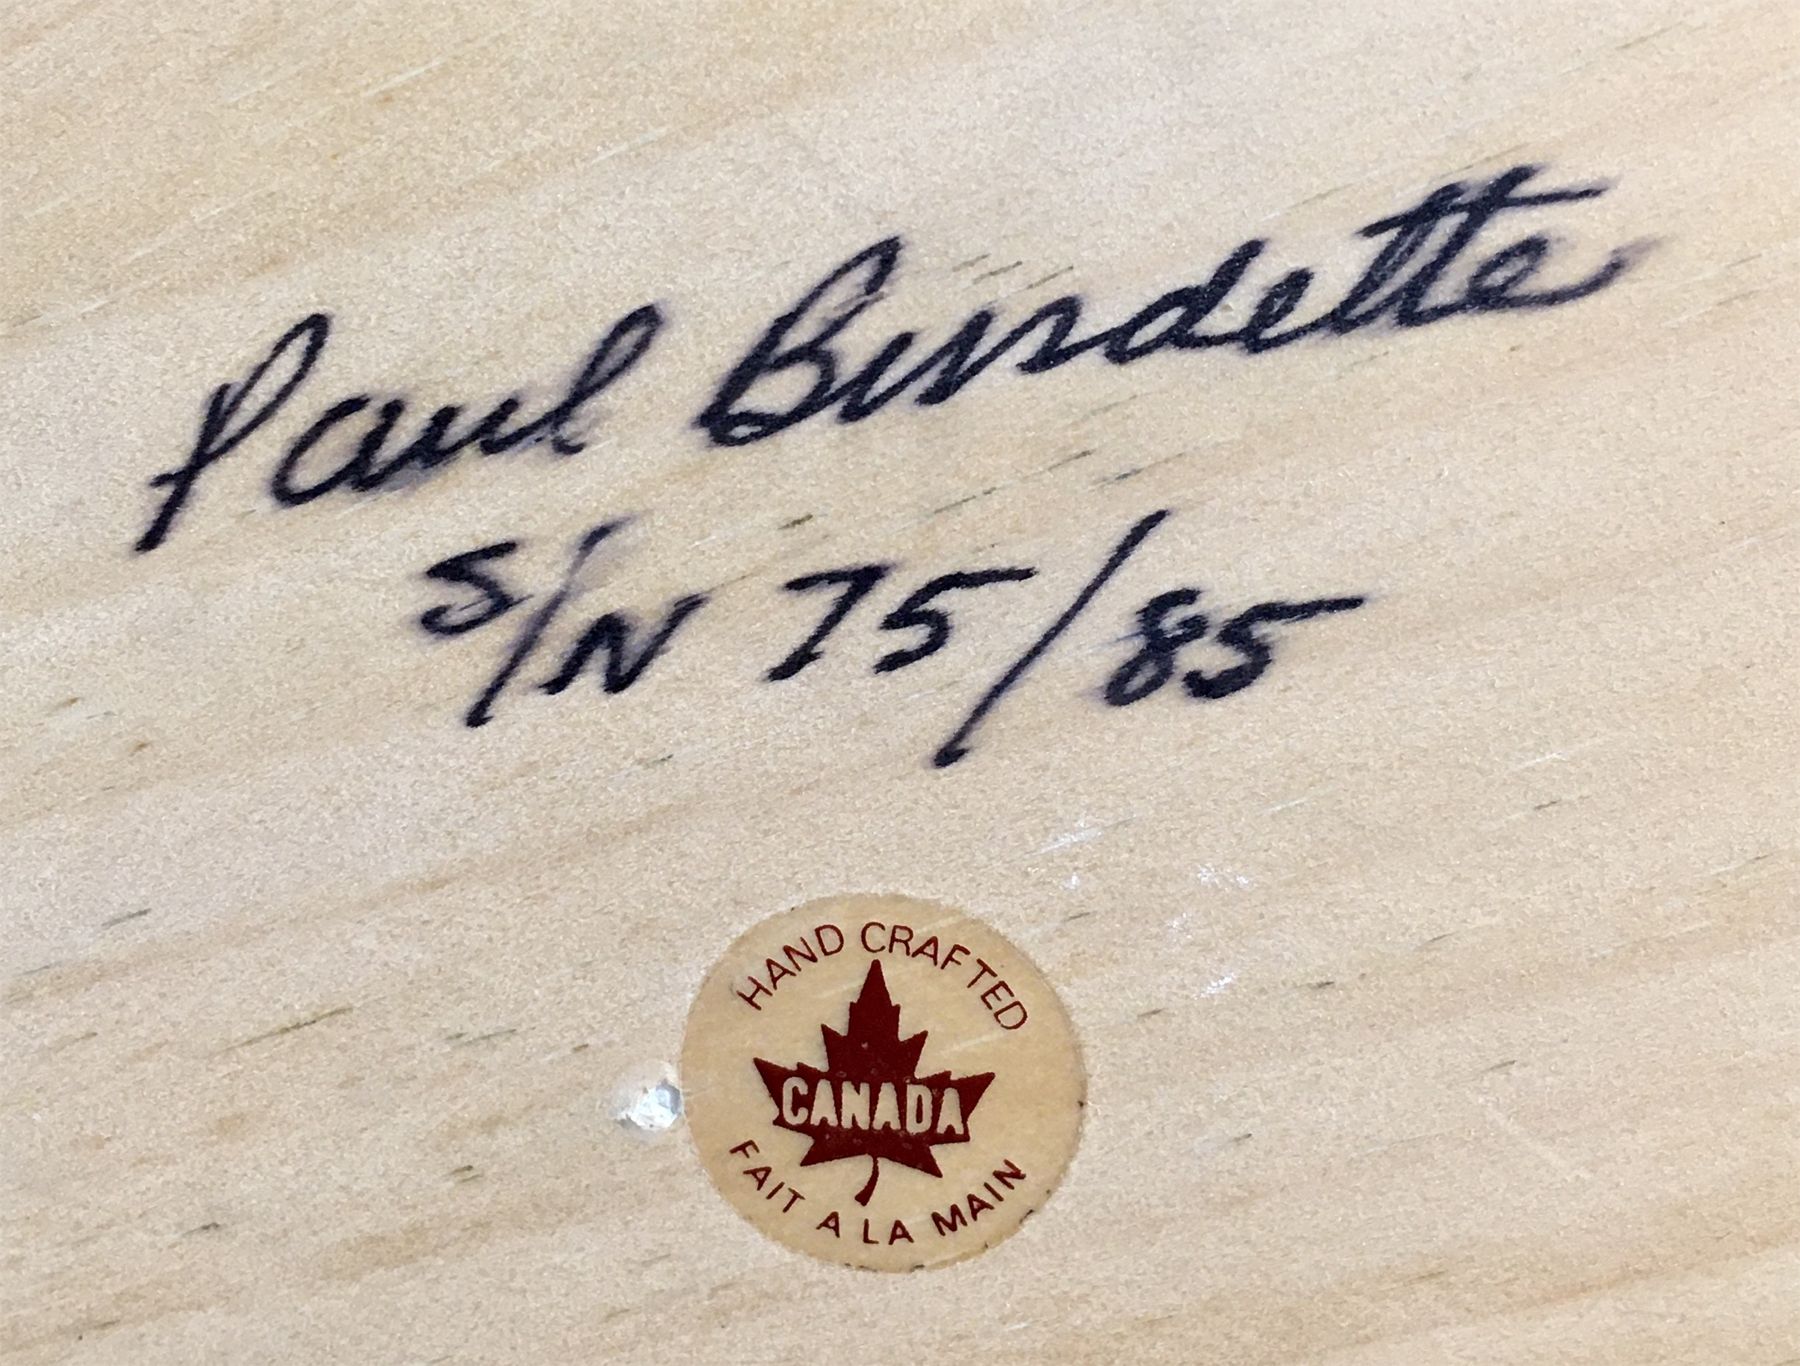 Paul Burdette
S/N 75/85
HAND CRAFTED
CANADA
FAIT A LA MAIN